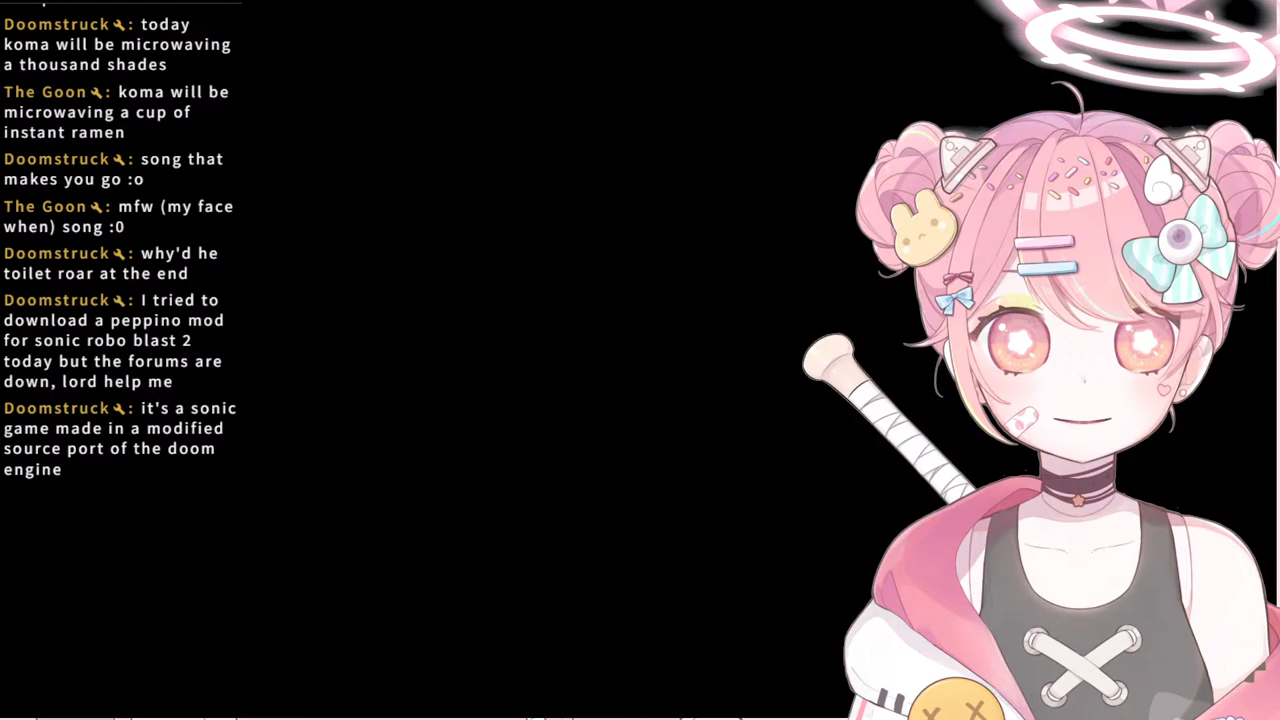 Doomstruck: today
koma will be microwaving
a thousand shades
The Goon: koma will be
microwaving a cup of
instant ramen
Doomstruck: song that
makes you go :o
The Goon: mfw (my face
when) song :0
Doomstruck: why'd he
toilet roar at the end
Doomstruck: I tried to
download a peppino mod
for sonic robo blast 2
today but the forums are
down, lord help me
Doomstruck: it's a sonic
game made in a modified
source port of the doom
engine